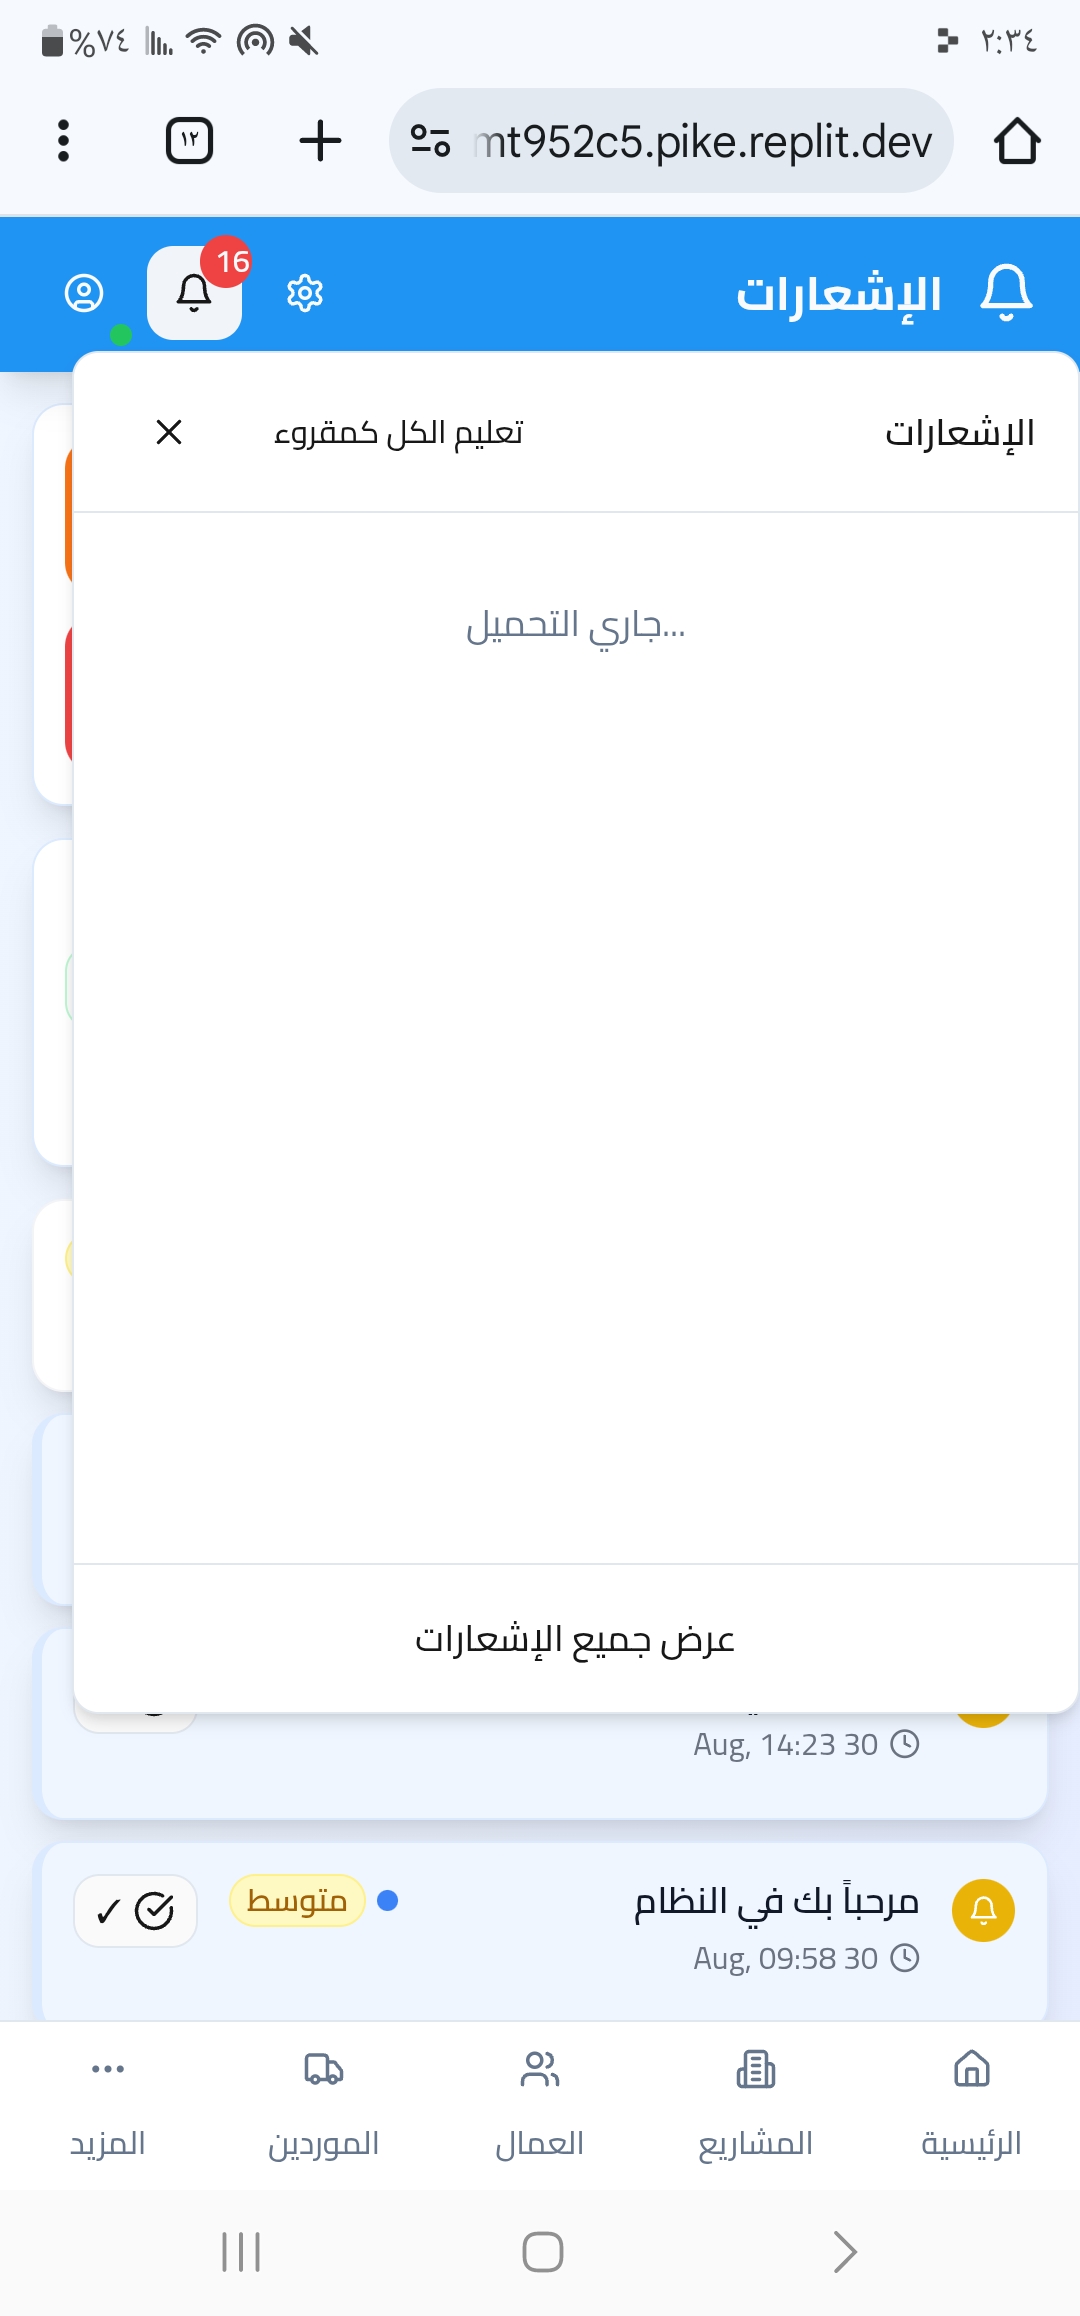 ٢:٣٤
%٧٤
mt952c5.pike.replit.dev
١٢
الإشعارات
16
الإشعارات
تعليم الكل كمقروء
جاري التحميل...
عرض جميع الإشعارات
30 Aug, 14:23
مرحباً بك في النظام
متوسط
✓
30 Aug, 09:58
الرئيسية
المشاريع
العمال
الموردين
المزيد